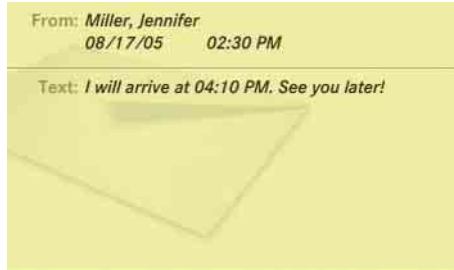 From: Miller, Jennifer
08/17/05 02:30 PM
Text: I will arrive at 04:10 PM. See you later!